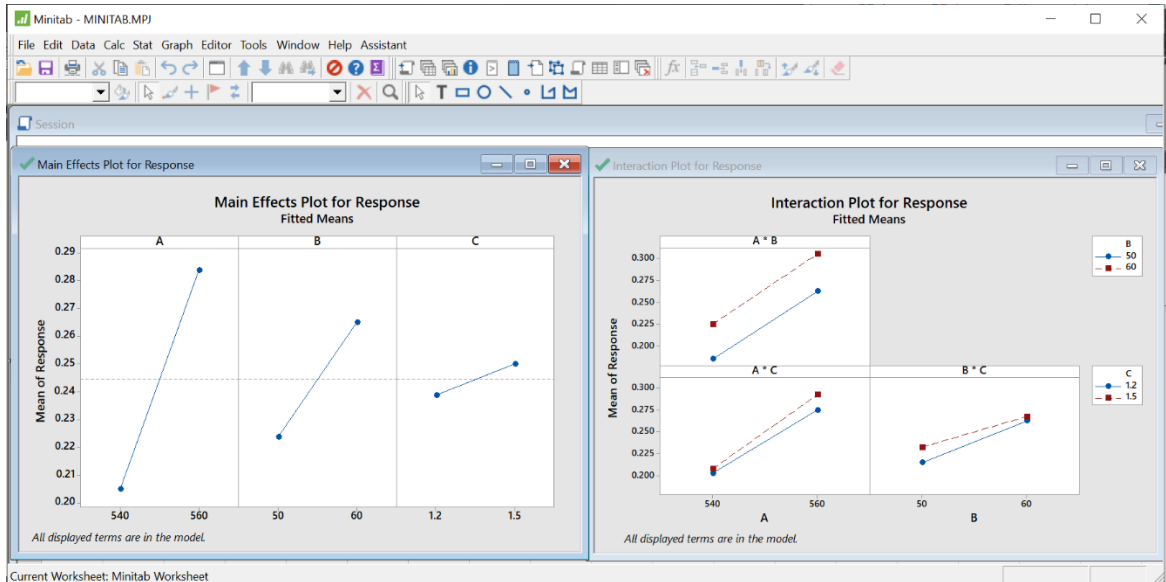 Minitab - MINITAB.MPJ
File Edit Data Calc Stat Graph Editor Tools Window Help Assistant
Session
Main Effects Plot for Response
Main Effects Plot for Response
Fitted Means
A B C
Mean of Response
0.29
0.28
0.27
0.26
0.25
0.24
0.23
0.22
0.21
0.20
540 560 50 60 1.2 1.5
All displayed terms are in the model.
Interaction Plot for Response
Interaction Plot for Response
Fitted Means
A * B
0.300
0.275
0.250
0.225
0.200
B
50
60
Mean of Response
A * C B * C
0.300
0.275
0.250
0.225
0.200
C
1.2
1.5
540 560 50 60
A B
All displayed terms are in the model.
Current Worksheet: Minitab Worksheet